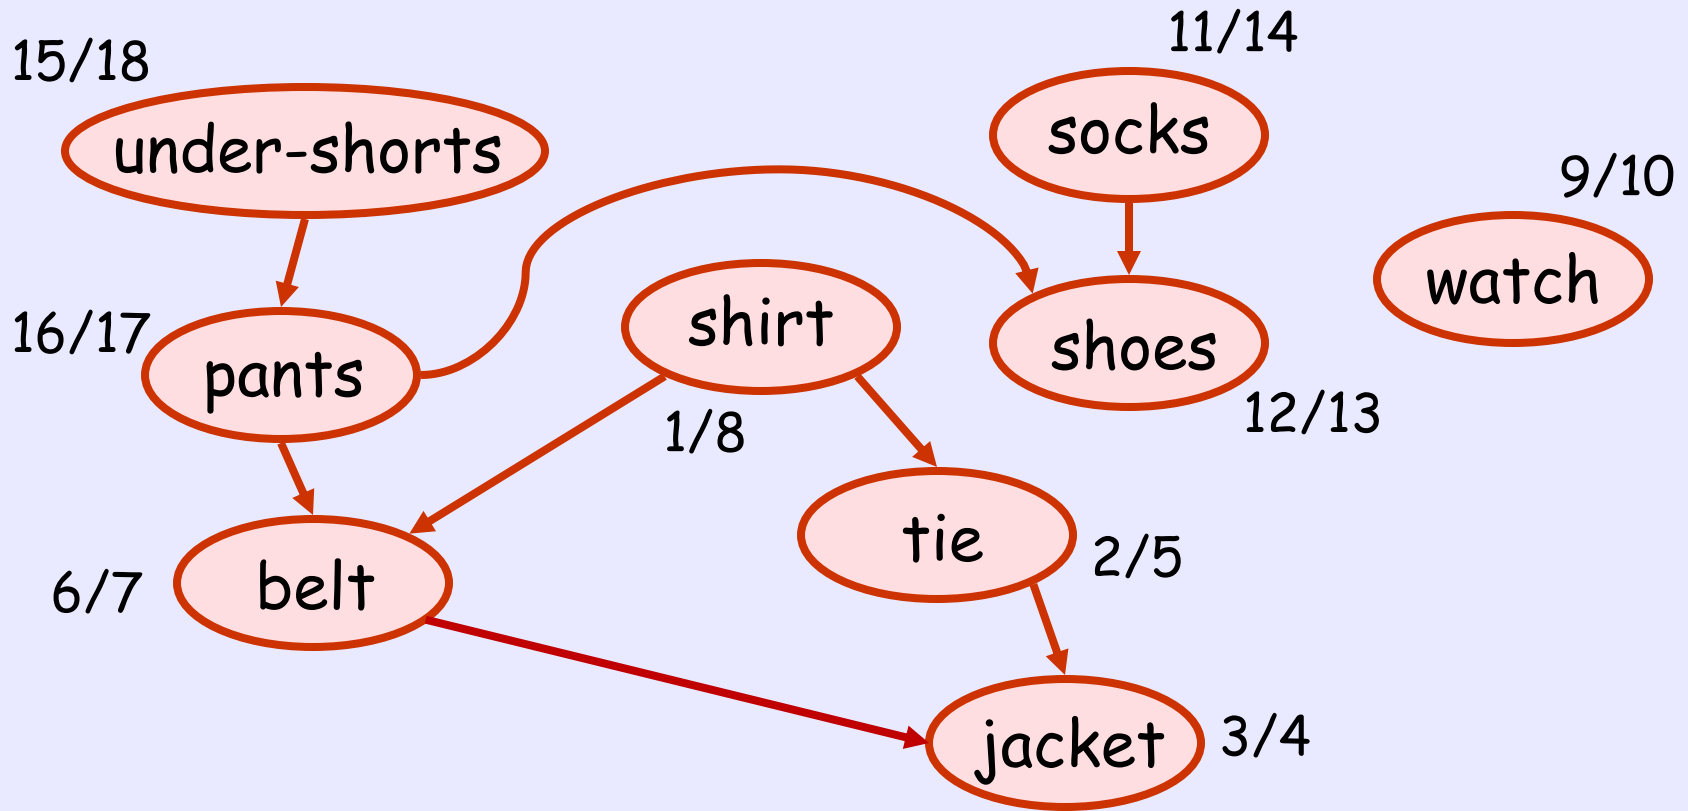 11/14
15/18
socks
under-shorts
9/10
watch
shirt
16/17
shoes
pants
12/13
1/8
tie
2/5
belt
6/7
jacket
3/4